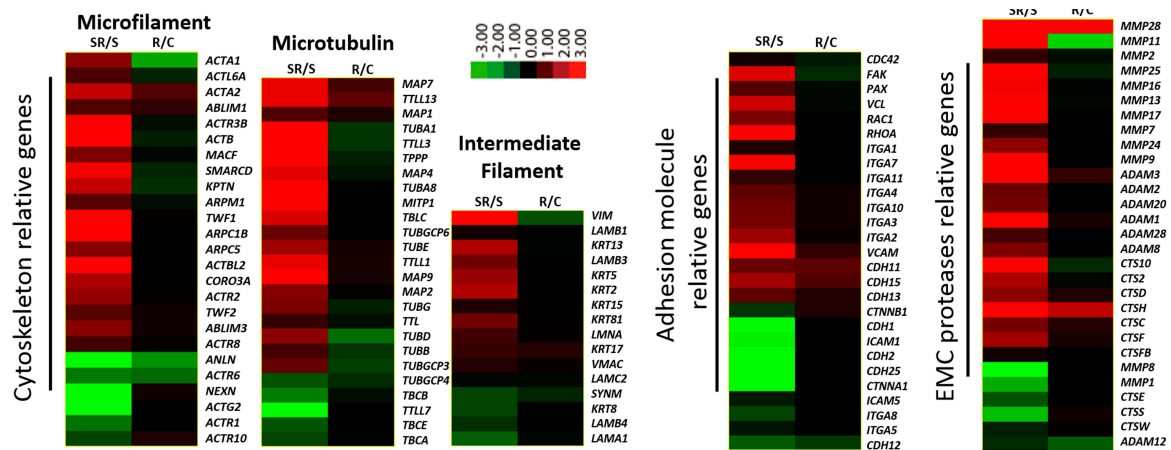 Microfilament
SR/S R/C
ACTA1
ACTL6A
ACTA2
ABLIM1
ACTR3B
ACTB
MACF
SMARCD
KPTN
ARPM1
TWF1
ARPC1B
ARPC5
ACTBL2
CORO3A
ACTR2
TWF2
ABLIM3
ACTR8
ANLN
ACTR6
NEXN
ACTG2
ACTR1
ACTR10
Cytoskeleton relative genes
Microtubulin
SR/S R/C
MAP7
TTLL13
MAP1
TUBA1
TTLL3
TPPP
MAP4
TUBA8
MITP1
TBLC
TUBGCP6
TUBE
TTLL1
MAP9
MAP2
TUBG
TTL
TUBD
TUBB
TUBGCP3
TUBGCP4
TBCB
TTLL7
TBCE
TBCA
-3.00
-2.00
-1.00
0.00
1.00
2.00
3.00
Intermediate
Filament
SR/S R/C
VIM
LAMB1
KRT13
LAMB3
KRT5
KRT2
KRT15
KRT81
LMNA
KRT17
VMAC
LAMC2
SYNM
KRT8
LAMB4
LAMA1
Adhesion molecule
relative genes
SR/S R/C
CDC42
FAK
PAX
VCL
RAC1
RHOA
ITGA1
ITGA7
ITGA11
ITGA4
ITGA10
ITGA3
ITGA2
VCAM
CDH11
CDH15
CDH13
CTNNB1
CDH1
ICAM1
CDH2
CDH25
CTNNA1
ICAM5
ITGA8
ITGA5
CDH12
EMC proteases relative genes
SR/S R/C
MMP28
MMP11
MMP2
MMP25
MMP16
MMP13
MMP17
MMP7
MMP24
MMP9
ADAM3
ADAM2
ADAM20
ADAM1
ADAM28
ADAM8
CTS10
CTS2
CTSD
CTSH
CTSC
CTSF
CTSFB
MMP8
MMP1
CTSE
CTSS
CTSW
ADAM12